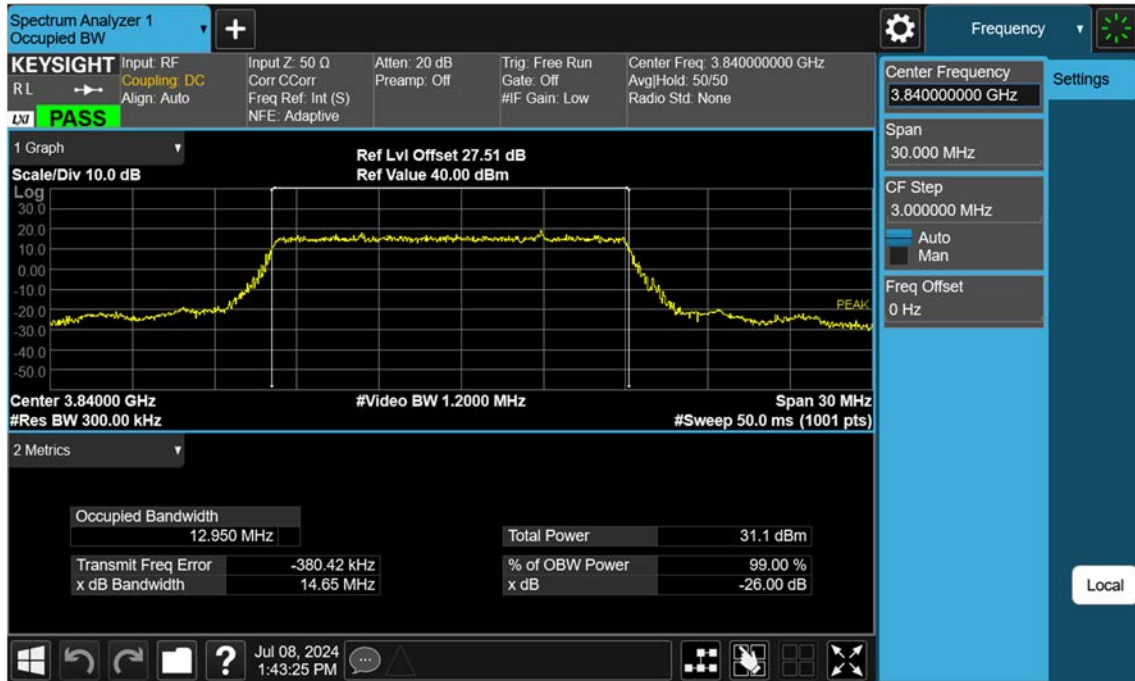 Spectrum Analyzer 1
Occupied BW
+
Frequency
KEYSIGHT
R L
LXI
PASS
Input: RF
Coupling: DC
Align: Auto
Input Z: 50 Ω
Corr CCorr
Freq Ref: Int (S)
NFE: Adaptive
Atten: 20 dB
Preamp: Off
Trig: Free Run
Gate: Off
#IF Gain: Low
Center Freq: 3.840000000 GHz
Avg|Hold: 50/50
Radio Std: None
Center Frequency
3.840000000 GHz
Settings
Span
30.000 MHz
CF Step
3.000000 MHz
Auto
Man
Freq Offset
0 Hz
Local
1 Graph
Scale/Div 10.0 dB
Ref Lvl Offset 27.51 dB
Ref Value 40.00 dBm
Log
30.0
20.0
10.0
0.00
-10.0
-20.0
-30.0
-40.0
-50.0
PEAK
Center 3.84000 GHz
#Video BW 1.2000 MHz
Span 30 MHz
#Res BW 300.00 kHz
#Sweep 50.0 ms (1001 pts)
2 Metrics
Occupied Bandwidth
12.950 MHz
Total Power 31.1 dBm
Transmit Freq Error -380.42 kHz
% of OBW Power 99.00 %
x dB Bandwidth 14.65 MHz
x dB -26.00 dB
?
Jul 08, 2024
1:43:25 PM